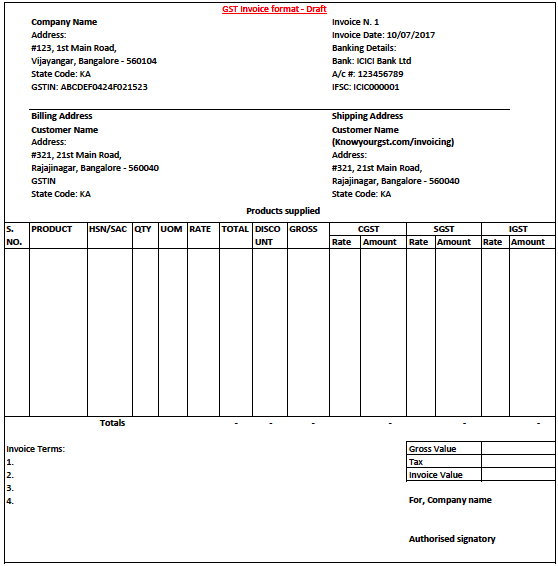 GST Invoice format - Draft
Company Name
Address:
#123, 1st Main Road,
Vijayangar, Bangalore - 560104
State Code: KA
GSTIN: ABCDEF0424F021523
Invoice N. 1
Invoice Date: 10/07/2017
Banking Details:
Bank: ICICI Bank Ltd
A/c #: 123456789
IFSC: ICIC000001
Billing Address
Customer Name
Address:
#321, 21st Main Road,
Rajajinagar, Bangalore - 560040
GSTIN
State Code: KA
Shipping Address
Customer Name
(Knowyourgst.com/invoicing)
Address:
#321, 21st Main Road,
Rajajinagar, Bangalore - 560040
State Code: KA
Products supplied
S. NO. PRODUCT HSN/SAC QTY UOM RATE TOTAL DISCO UNT GROSS CGST SGST IGST
Rate Amount Rate Amount Rate Amount
Totals - - - - - -
Invoice Terms:
1.
2.
3.
4.
Gross Value
Tax
Invoice Value
For, Company name
Authorised signatory